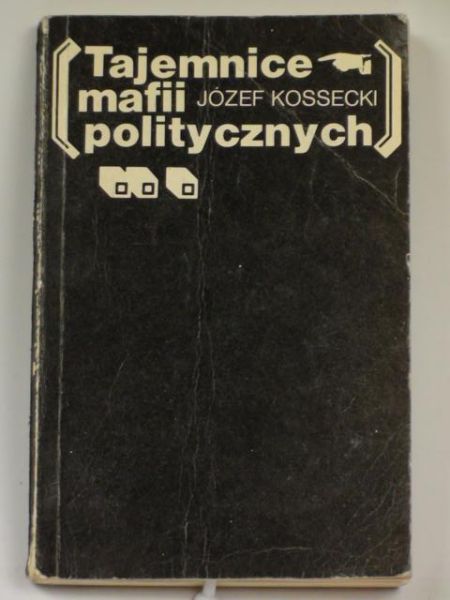 Tajemnice
mafii JÓZEF KOSSECKI
politycznych